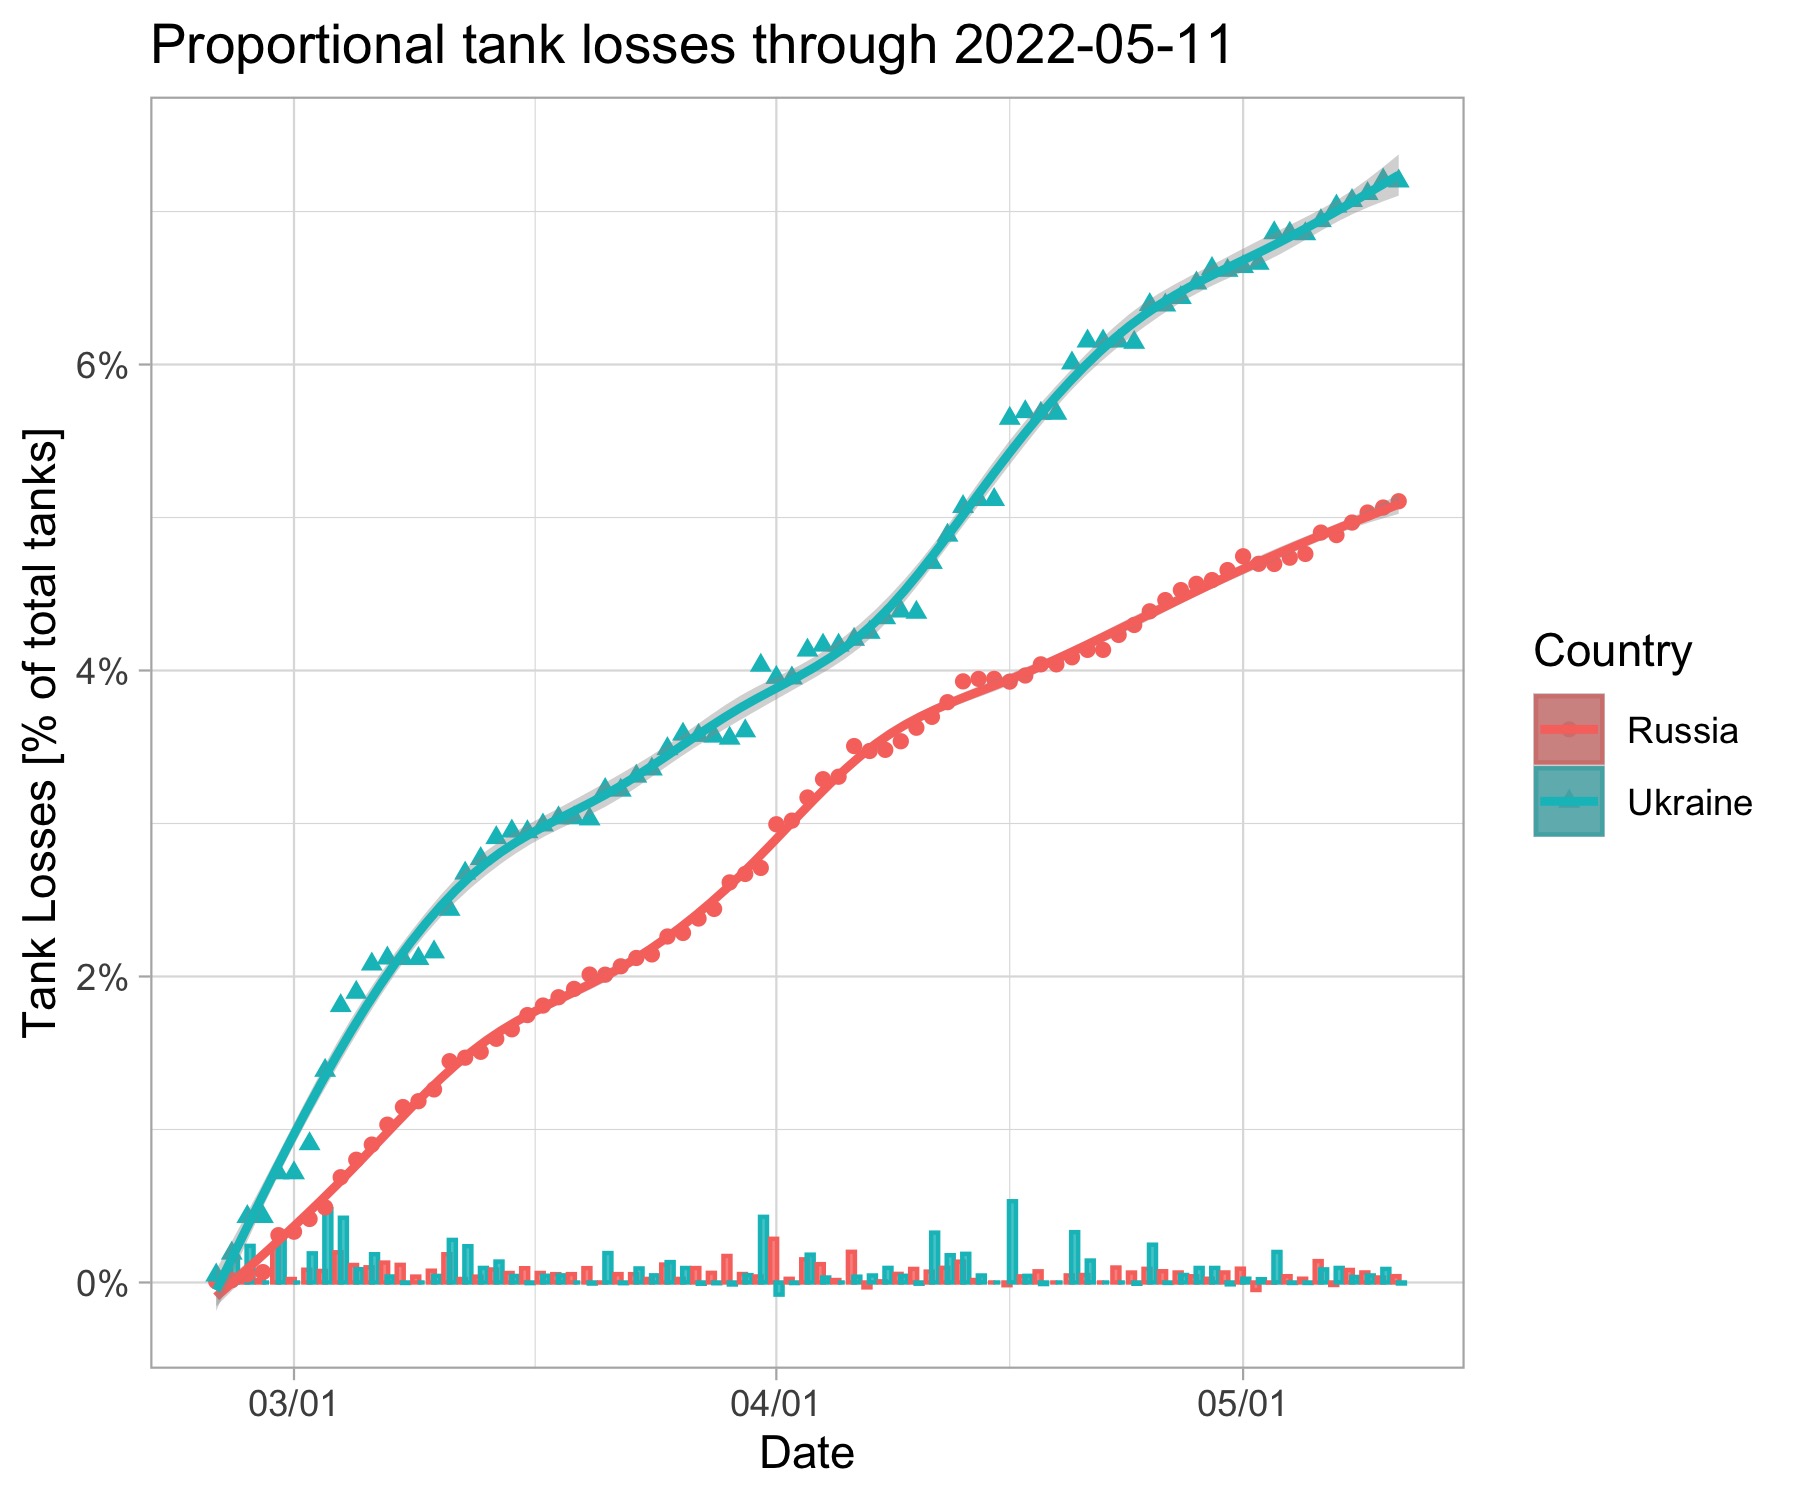 Proportional tank losses through 2022-05-11
Tank Losses [% of total tanks]
6%
4%
2%
0%
03/01
04/01
05/01
Date
Country
Russia
Ukraine